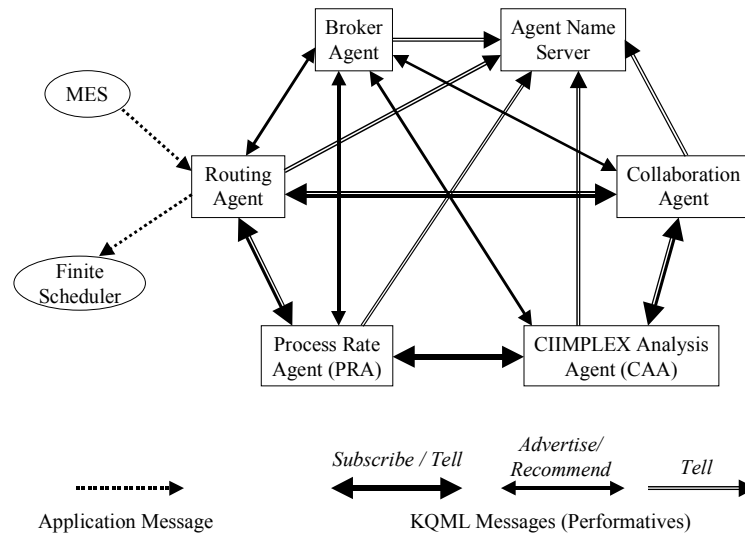 Broker
Agent
Agent Name
Server
MES
Routing
Agent
Collaboration
Agent
Finite
Scheduler
Process Rate
Agent (PRA)
CIIMPLEX Analysis
Agent (CAA)
Subscribe / Tell
Advertise/
Recommend
Tell
Application Message
KQML Messages (Performatives)